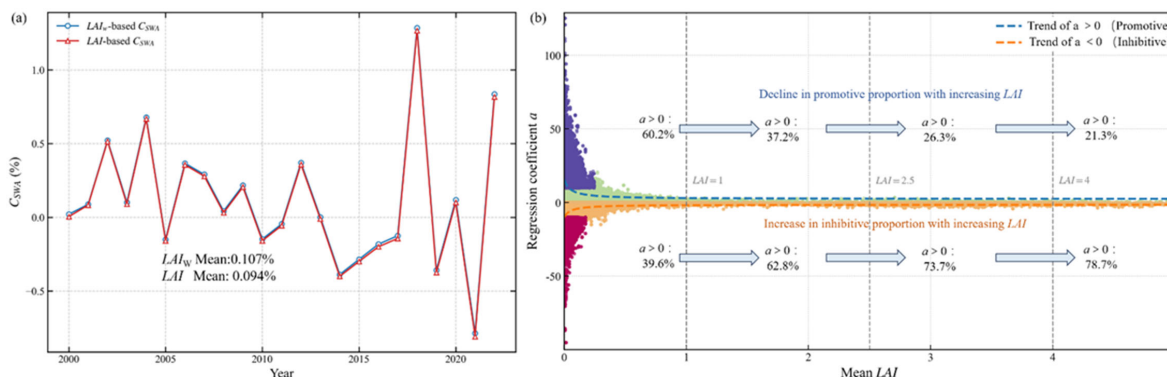 (a)
LAIw-based CSWA
LAI-based CSWA
CSWA (%)
1.0
0.5
0.0
-0.5
LAIW Mean:0.107%
LAI Mean: 0.094%
2000
2005
2010
2015
2020
Year
(b)
Trend of a > 0 (Promotive
Trend of a < 0 (Inhibitive
Regression coefficient a
100
50
0
-50
Decline in promotive proportion with increasing LAI
a > 0 :
60.2%
a > 0 :
37.2%
a > 0 :
26.3%
a > 0 :
21.3%
LAI = 1
LAI = 2.5
LAI = 4
Increase in inhibitive proportion with increasing LAI
a > 0 :
39.6%
a > 0 :
62.8%
a > 0 :
73.7%
a > 0 :
78.7%
0
1
2
3
4
Mean LAI